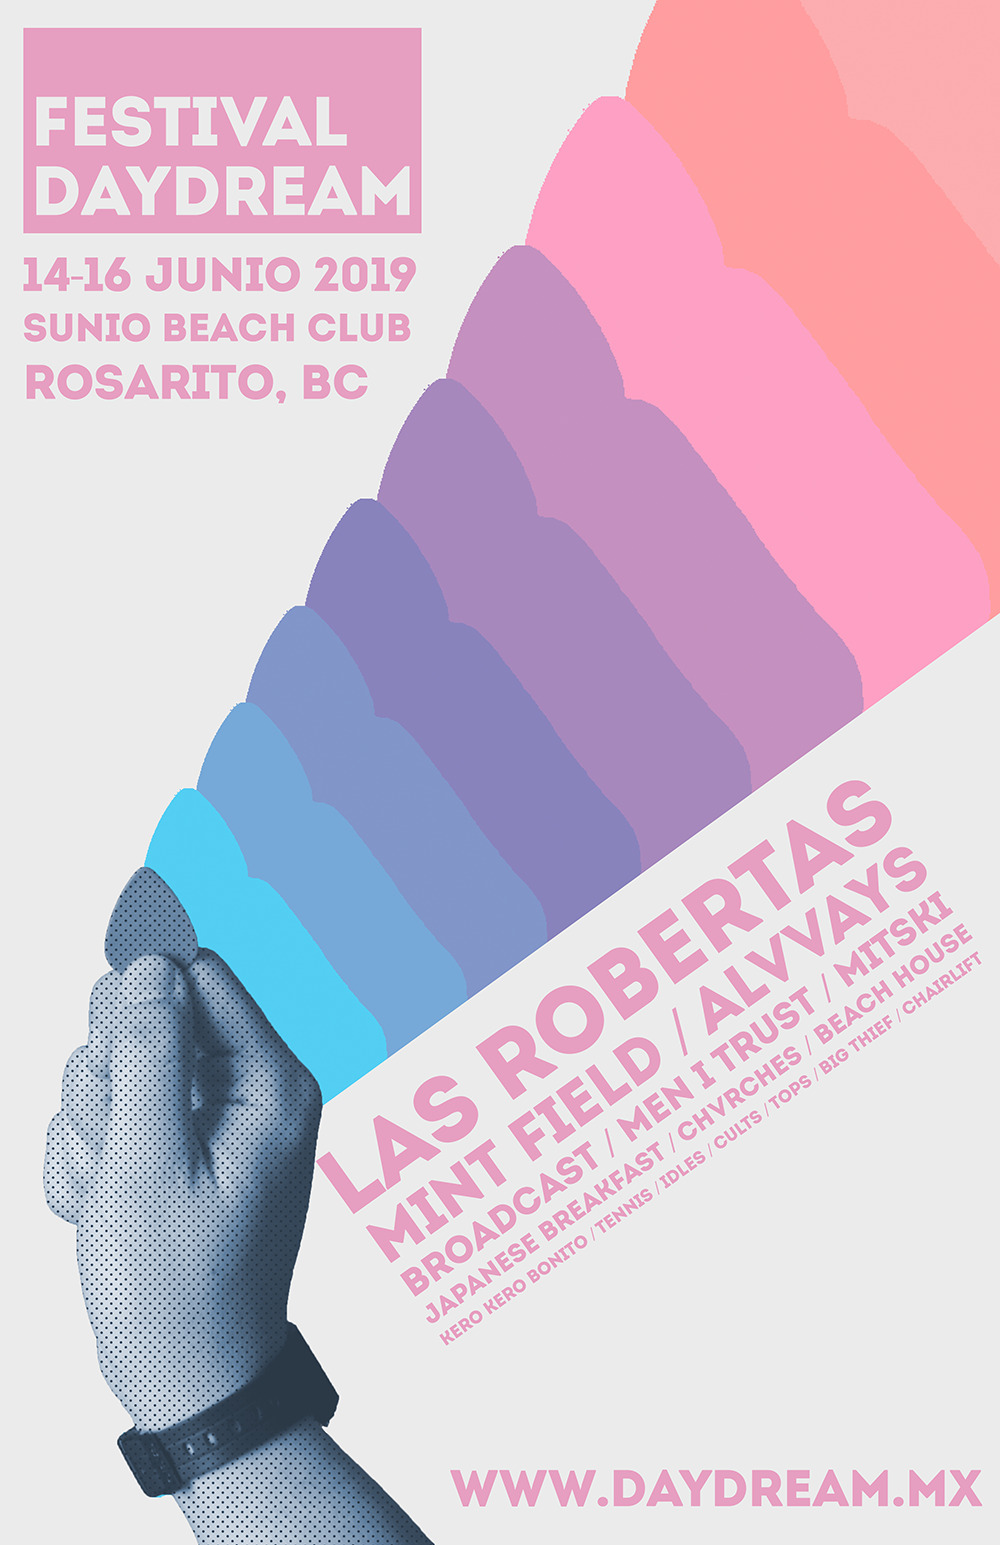 FESTIVAL
DAYDREAM
14-16 JUNIO 2019
SUNIO BEACH CLUB
ROSARITO, BC
LAS ROBERTAS
MINT FIELD / ALVVAYS
BROADCAST / MEN I TRUST / MITSKI
JAPANESE BREAKFAST / CHVRCHES / BEACH HOUSE
KERO KERO BONITO / TENNIS / IDLES / CULTS / TOPS / BIG THIEF / CHAIRLIFT
WWW.DAYDREAM.MX